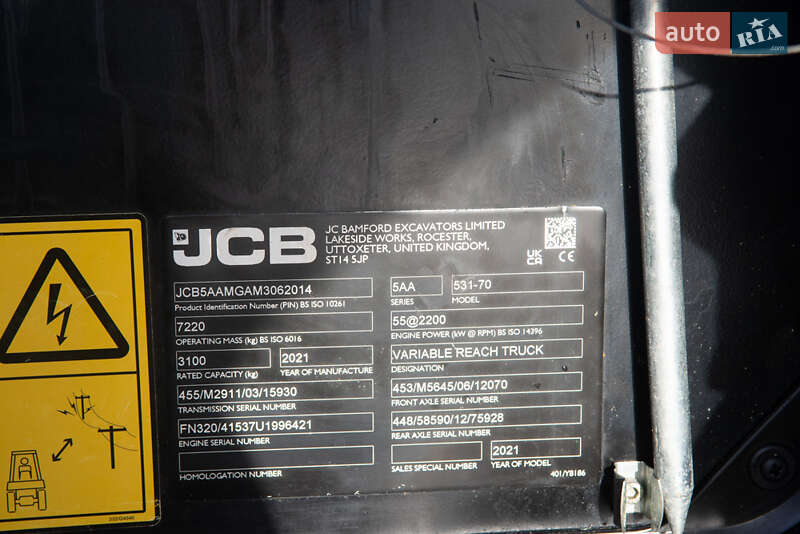 auto RIA .com
JCB
JC BAMFORD EXCAVATORS LIMITED
LAKESIDE WORKS, ROCESTER,
UTTOXETER, UNITED KINGDOM,
ST14 5JP
UK CA CE
JCB5AAMGAM3062014
Product Identification Number (PIN) BS ISO 10261
5AA
SERIES
531-70
MODEL
7220
OPERATING MASS (kg) BS ISO 6016
55@2200
ENGINE POWER (kW @ RPM) BS ISO 14396
3100
RATED CAPACITY (kg)
2021
YEAR OF MANUFACTURE
VARIABLE REACH TRUCK
DESIGNATION
455/M2911/03/15930
TRANSMISSION SERIAL NUMBER
453/M5645/06/12070
FRONT AXLE SERIAL NUMBER
FN320/41537U1996421
ENGINE SERIAL NUMBER
448/58590/12/75928
REAR AXLE SERIAL NUMBER
HOMOLOGATION NUMBER
SALES SPECIAL NUMBER
2021
YEAR OF MODEL
401/Y8186